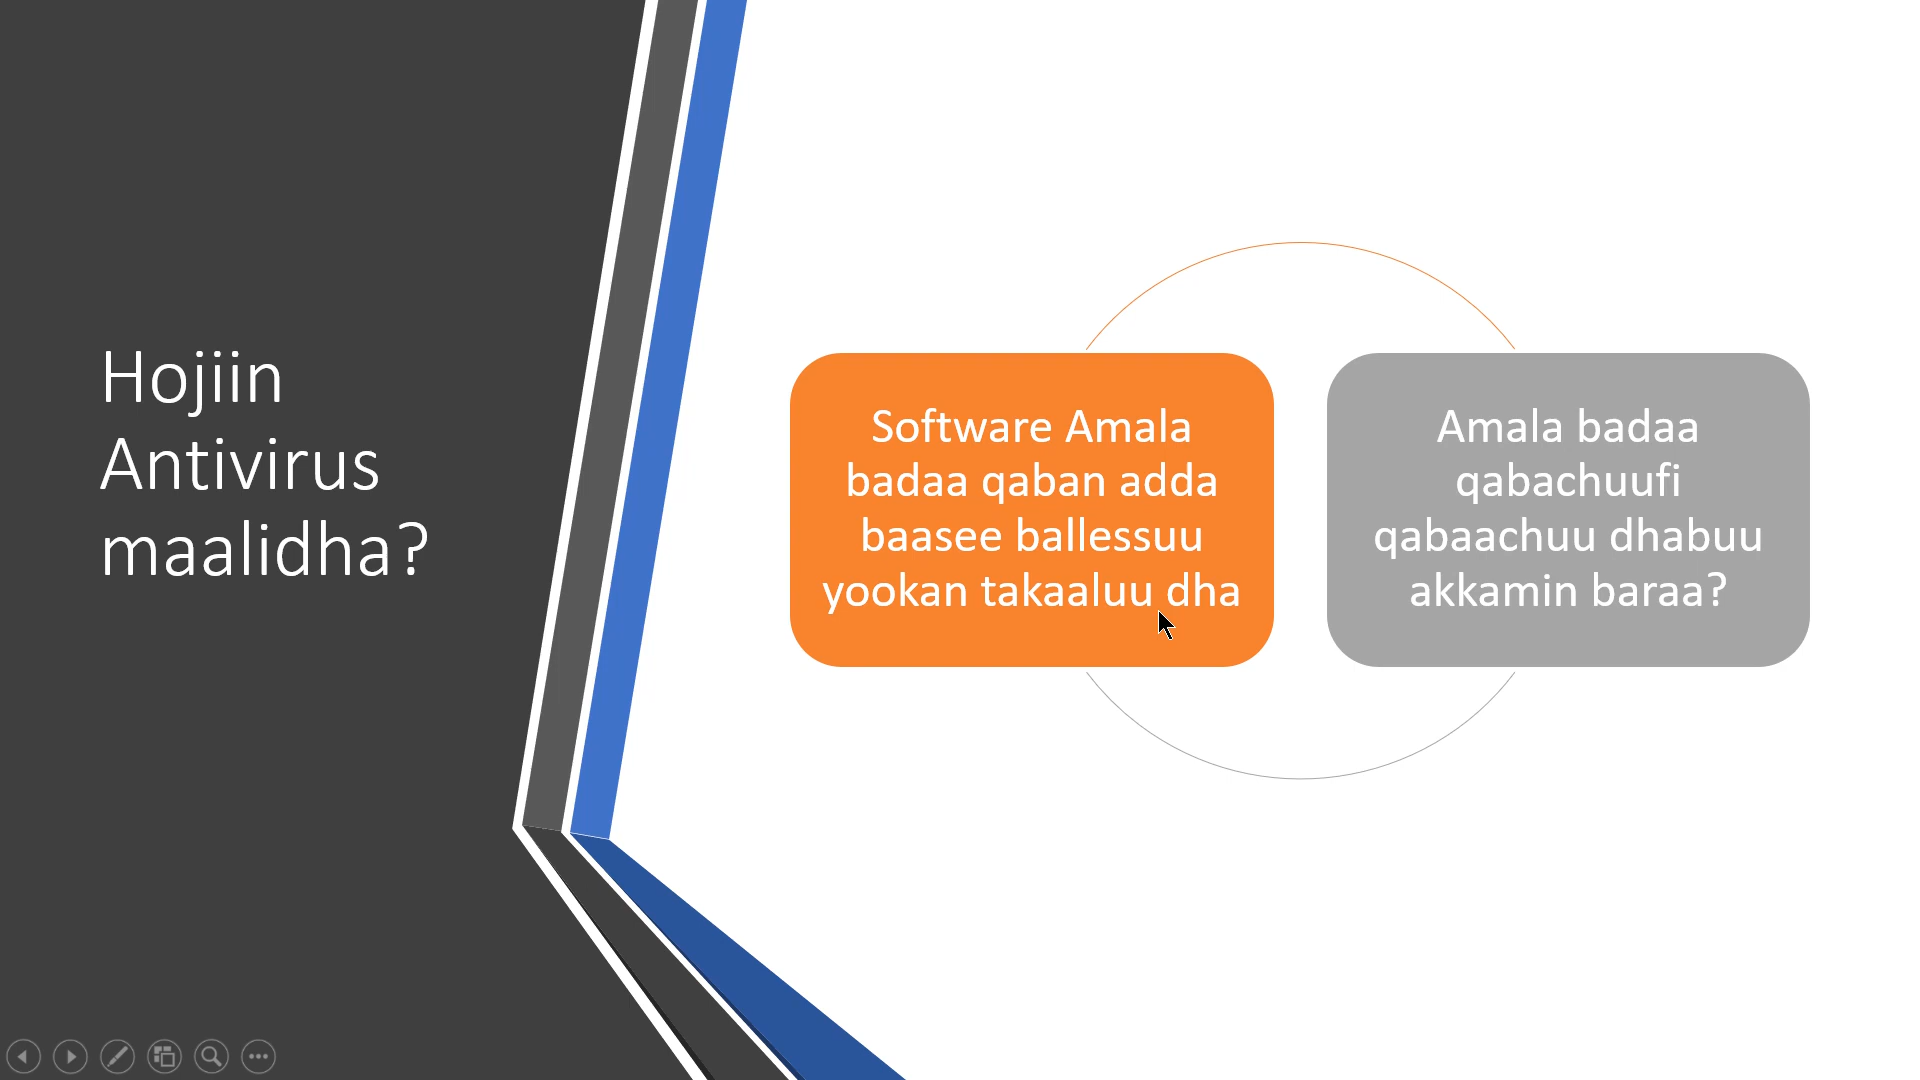 Hojiin
Antivirus
maalidha?
Software Amala
badaa qaban adda
baasee ballessuu
yookan takaaluu dha
Amala badaa
qabachuufi
qabaachuu dhabuu
akkamin baraa?